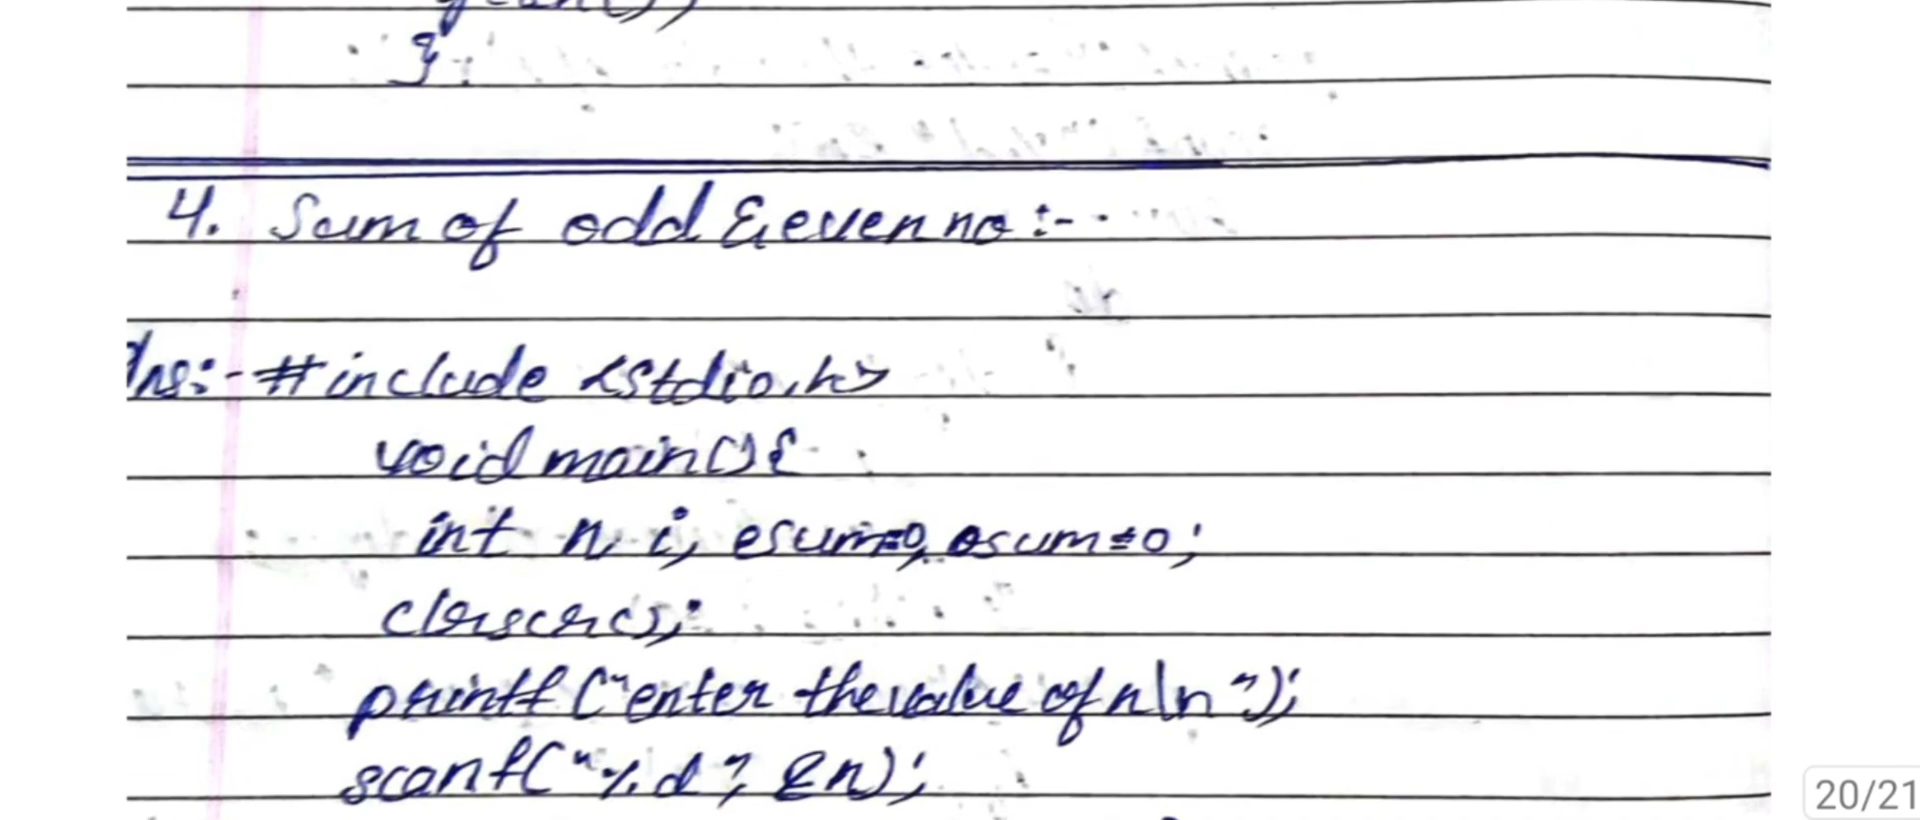 }
4. Sum of odd & even no :-
Ans:- #include <stdio.h>
void main(){
int n, i, esum=0, osum=0;
clrscr();
printf("enter the value of n\n");
scanf("%d", &n);
20/21